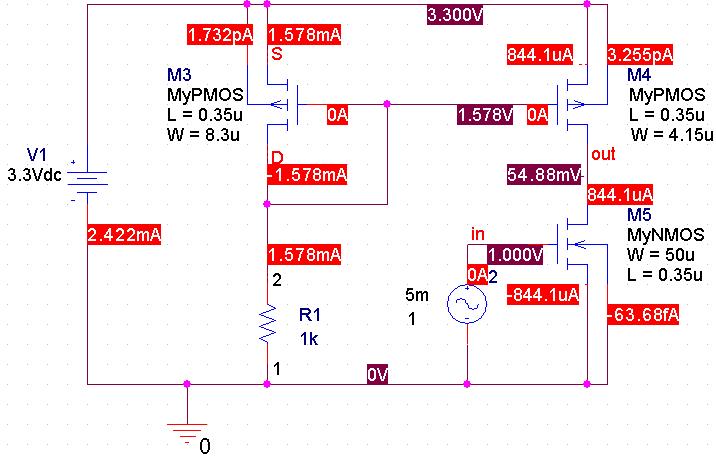 3.300V
1.732pA
1.578mA
S
844.1uA
3.255pA
M3
MyPMOS
L = 0.35u
W = 8.3u
0A
1.578V
0A
M4
MyPMOS
L = 0.35u
W = 4.15u
V1
3.3Vdc
+
-
D
-1.578mA
out
54.88mV
844.1uA
2.422mA
1.578mA
in
1.000V
M5
MyNMOS
W = 50u
L = 0.35u
2
0A
2
-844.1uA
5m
1
+
-
-63.68fA
R1
1k
1
0V
0